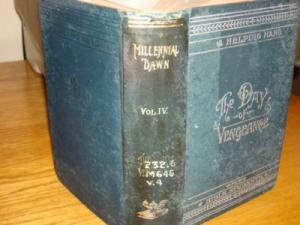 MILLENNIAL
DAWN
VOL. IV.
232.6
M646
v.4
A HELPING HAND
The Day
of
Vengeance